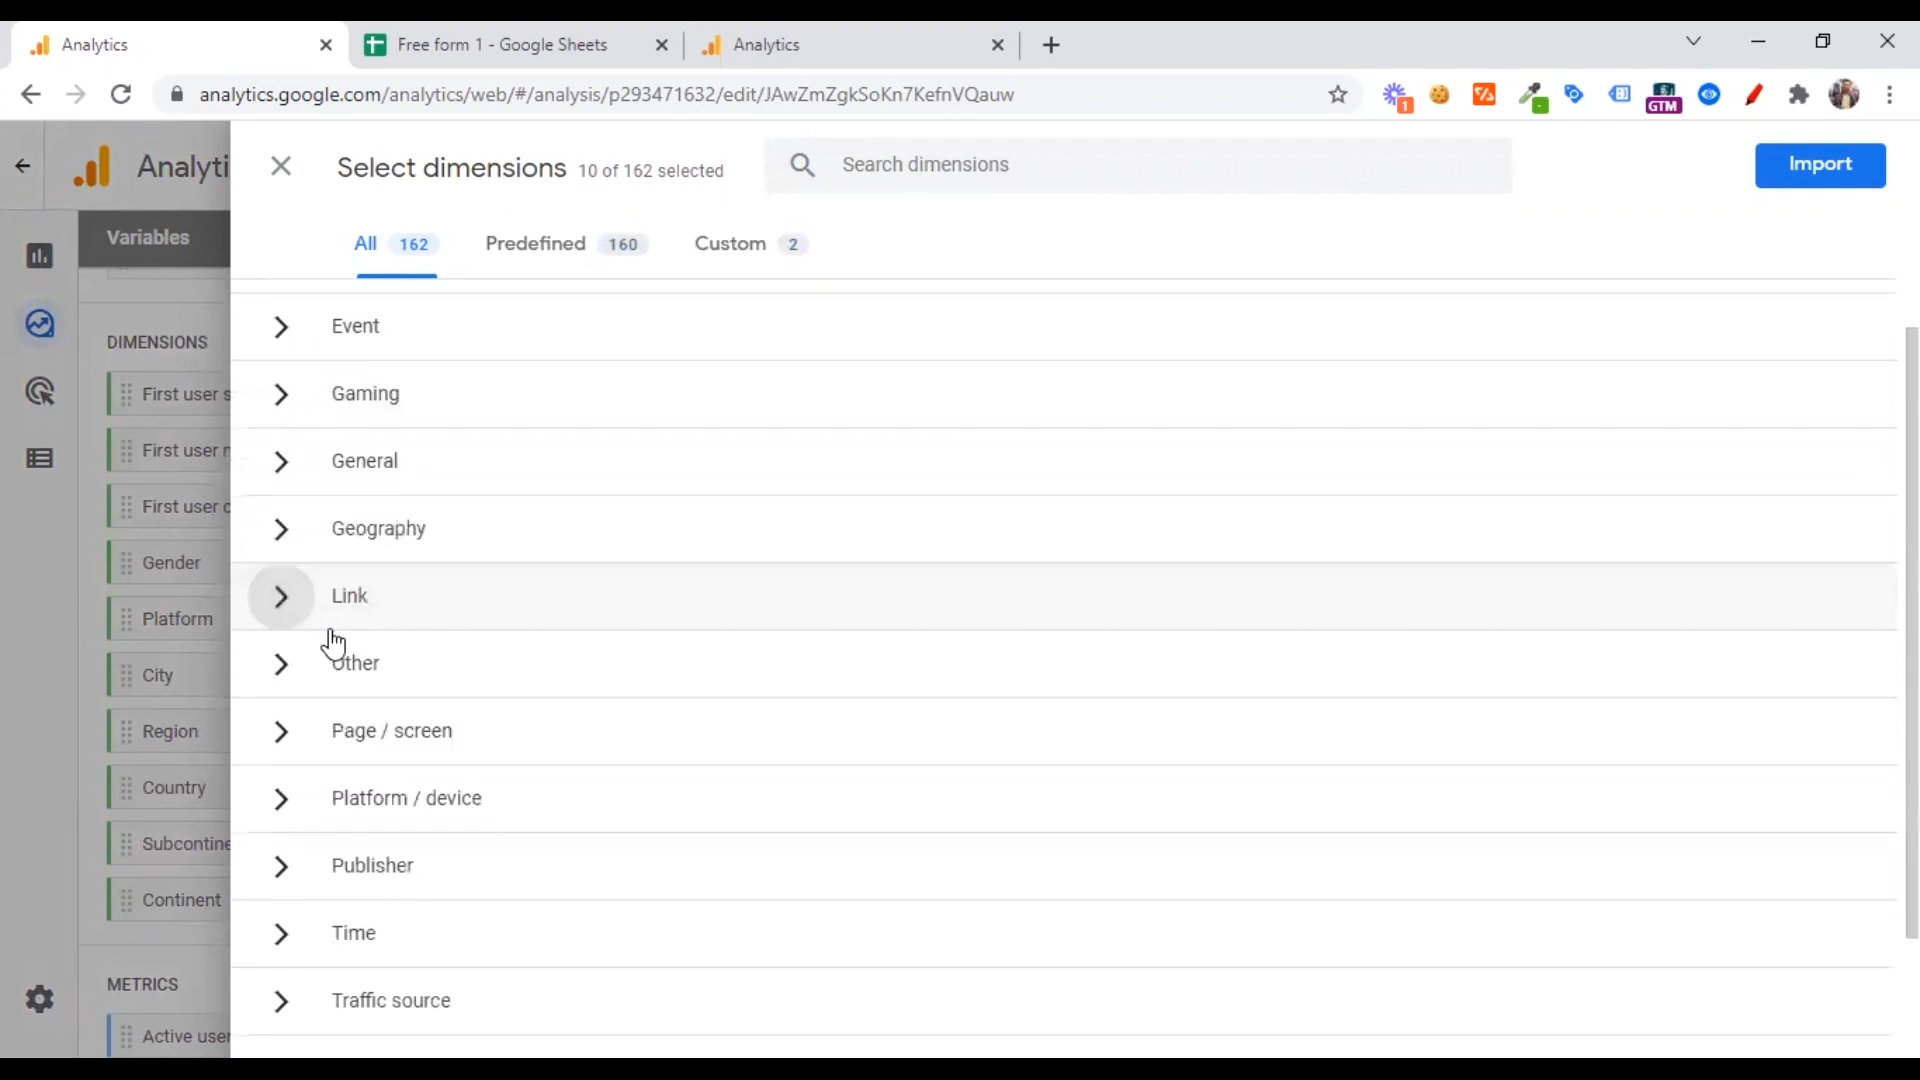 Analytics
Free form 1 - Google Sheets
Analytics
analytics.google.com/analytics/web/#/analysis/p293471632/edit/JAwZmZgkSoKn7KefnVQauw
1
GTM
Analyti
Select dimensions 10 of 162 selected
Search dimensions
Import
Variables
All 162
Predefined 160
Custom 2
DIMENSIONS
First user s
First user
First user
Gender
Platform
City
Region
Country
Subcontine
Continent
METRICS
Active user
Event
Gaming
General
Geography
Link
Other
Page / screen
Platform / device
Publisher
Time
Traffic source